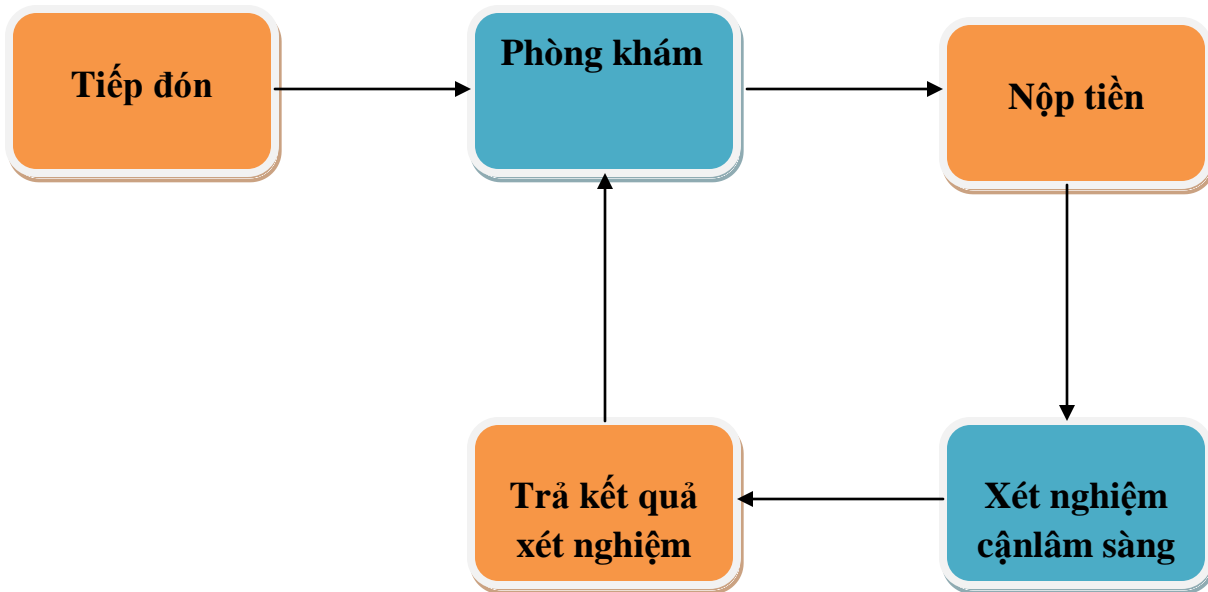 Tiếp đón
Phòng khám
Nộp tiền
Trả kết quả
xét nghiệm
Xét nghiệm
cậnlâm sàng